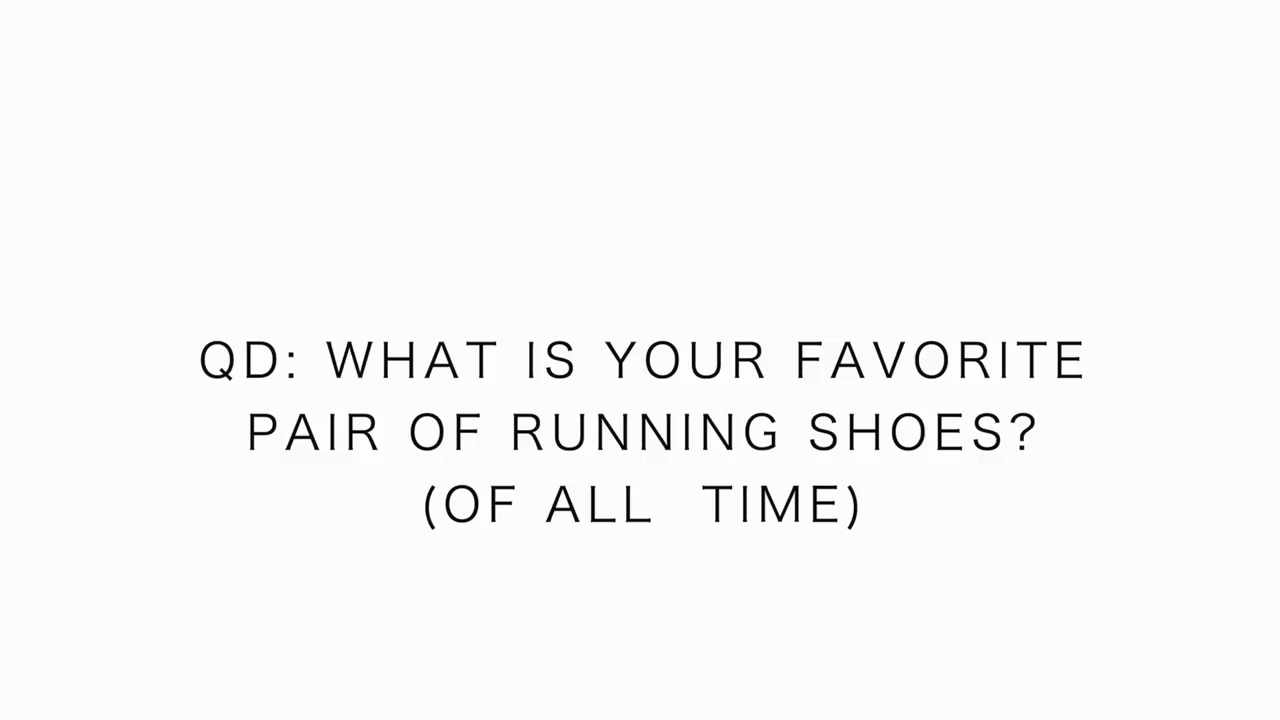 QD: WHAT IS YOUR FAVORITE
PAIR OF RUNNING SHOES?
(OF ALL  TIME)